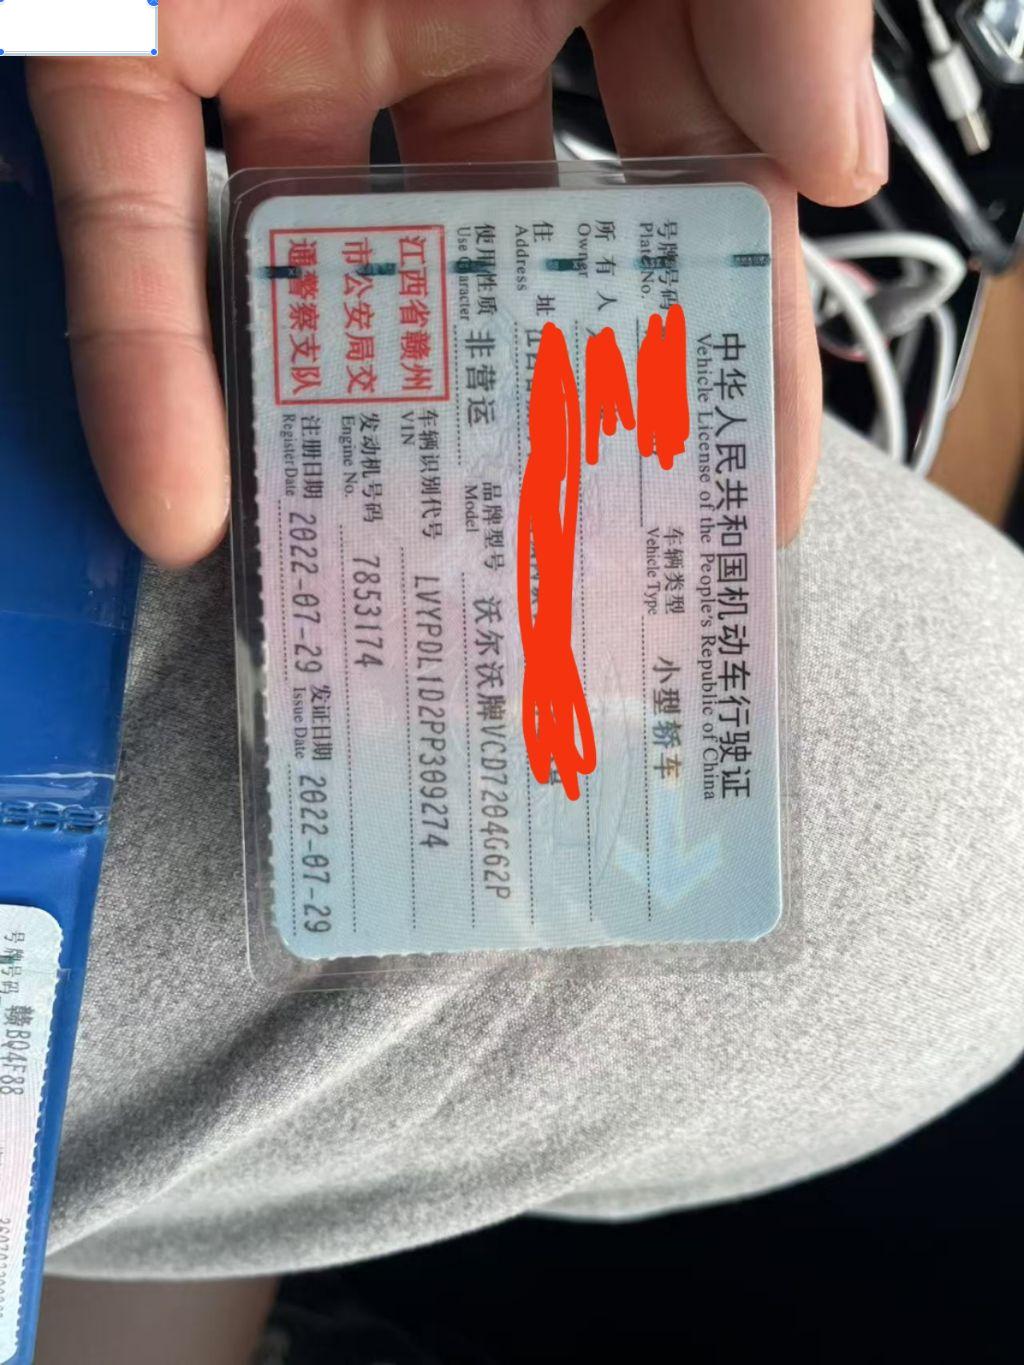 中华人民共和国机动车行驶证
Vehicle License of the People's Republic of China
号牌号码
Plate No.
车辆类型 小型轿车
Vehicle Type
所有人
Owner
住址
Address
使用性质 非营运
Use Character
品牌型号 沃尔沃牌VCD7204G62P
Model
江西省赣州
市公安局交
通警察支队
车辆识别代号 LVYPDL1D2PP309274
VIN
发动机号码 7853174
Engine No.
注册日期 2022-07-29
Register Date
发证日期 2022-07-29
Issue Date
号牌号码 赣BQ4F88